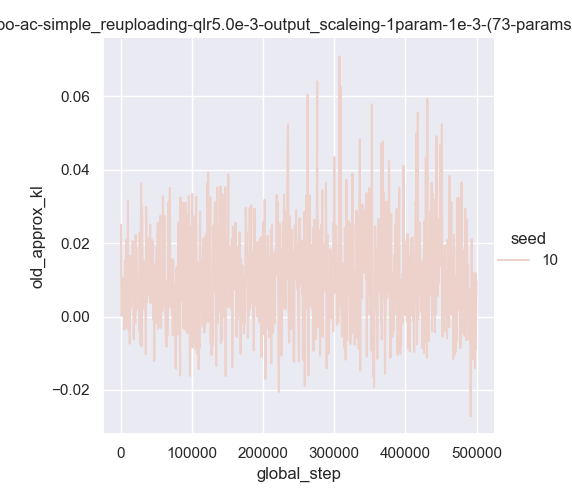 oo-ac-simple_reuploading-qlr5.0e-3-output_scaleing-1param-1e-3-(73-params
0.06
0.04
0.02
0.00
−0.02
old_approx_kl
0 100000 200000 300000 400000 500000
global_step
seed
10